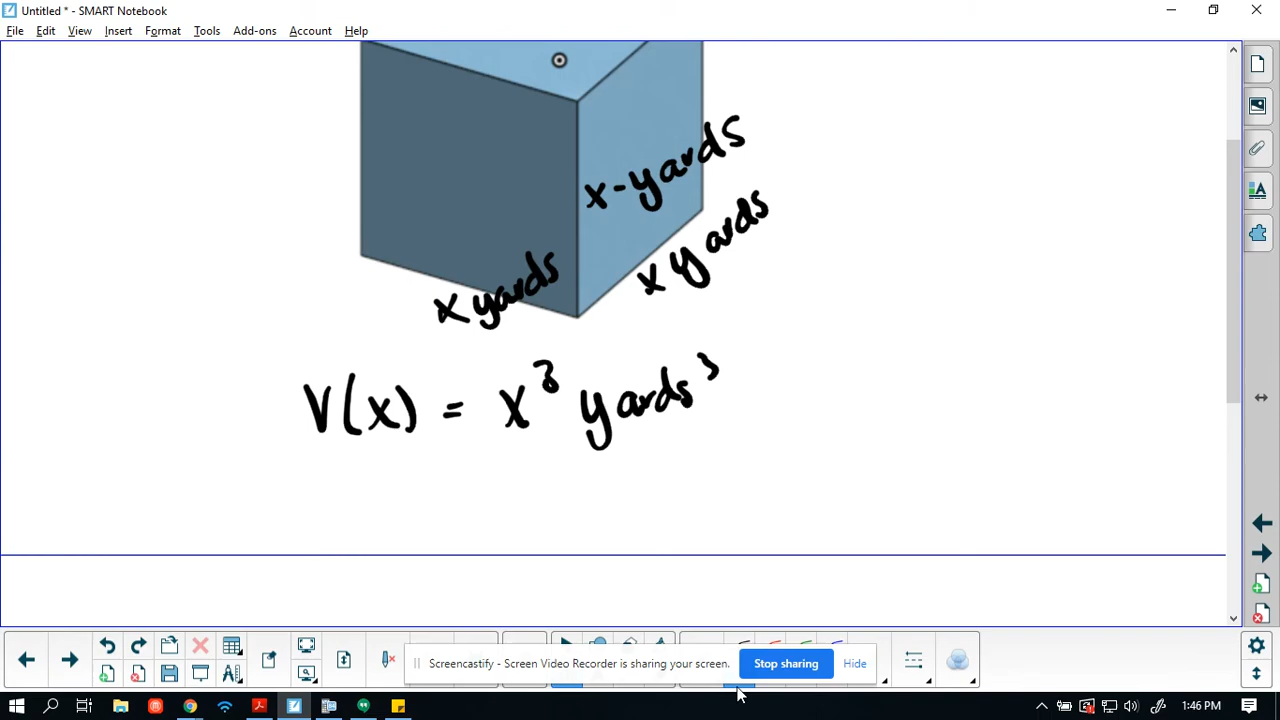 Untitled * - SMART Notebook
File Edit View Insert Format Tools Add-ons Account Help
x-yards
x yards
x yards
V(x) = x³ yards³
Screencastify - Screen Video Recorder is sharing your screen. Stop sharing Hide
1:46 PM